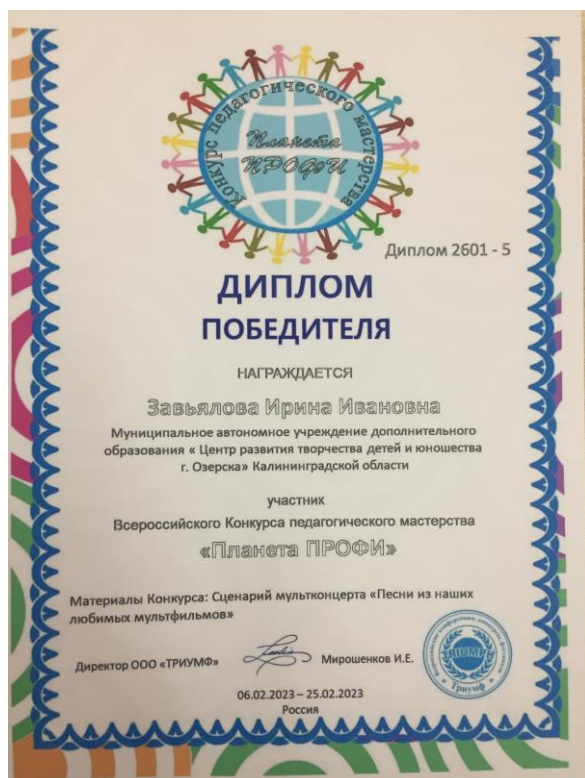 Конкурс педагогического мастерства
Планета
ПРОФИ
Диплом 2601 - 5
ДИПЛОМ
ПОБЕДИТЕЛЯ
НАГРАЖДАЕТСЯ
Завьялова Ирина Ивановна
Муниципальное автономное учреждение дополнительного
образования « Центр развития творчества детей и юношества
г. Озерска» Калининградской области
участник
Всероссийского Конкурса педагогического мастерства
«Планета ПРОФИ»
Материалы Конкурса: Сценарий мультконцерта «Песни из наших
любимых мультфильмов»
Директор ООО «ТРИУМФ»
Мирошенков И.Е.
TRIUMF
Триумф
06.02.2023 – 25.02.2023
Россия